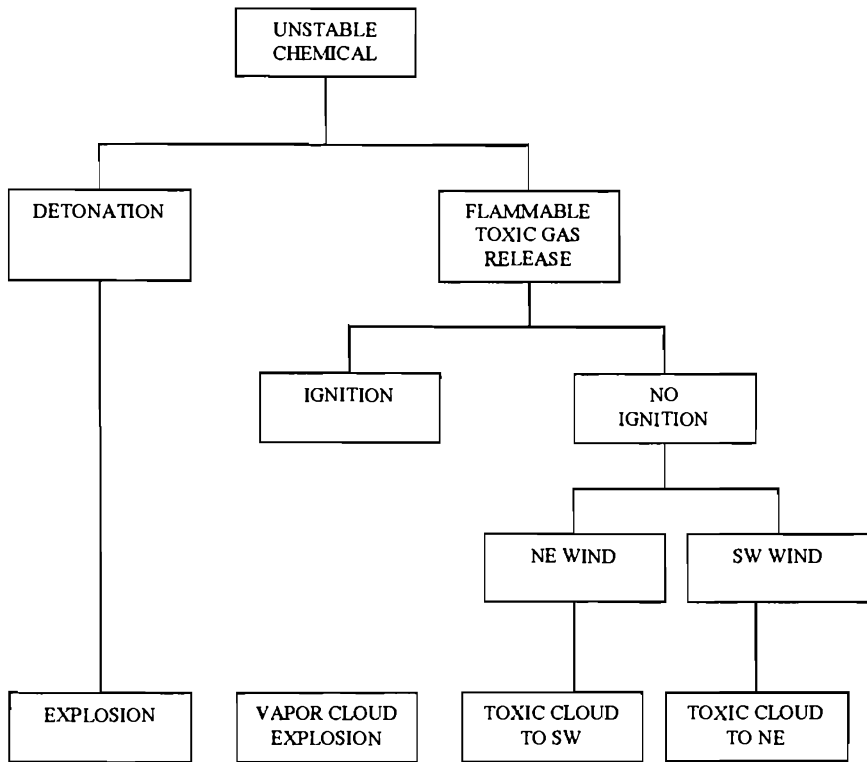 UNSTABLE
CHEMICAL
DETONATION
FLAMMABLE
TOXIC GAS
RELEASE
IGNITION
NO
IGNITION
NE WIND
SW WIND
EXPLOSION
VAPOR CLOUD
EXPLOSION
TOXIC CLOUD
TO SW
TOXIC CLOUD
TO NE